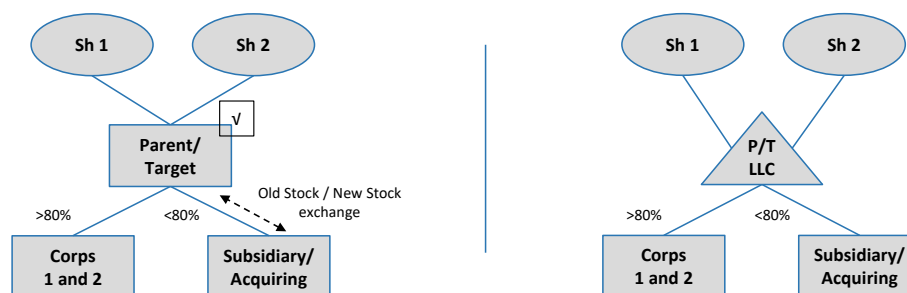 Sh 1
Sh 2
√
Parent/
Target
Old Stock / New Stock
exchange
>80%
<80%
Corps
1 and 2
Subsidiary/
Acquiring
Sh 1
Sh 2
P/T
LLC
>80%
<80%
Corps
1 and 2
Subsidiary/
Acquiring